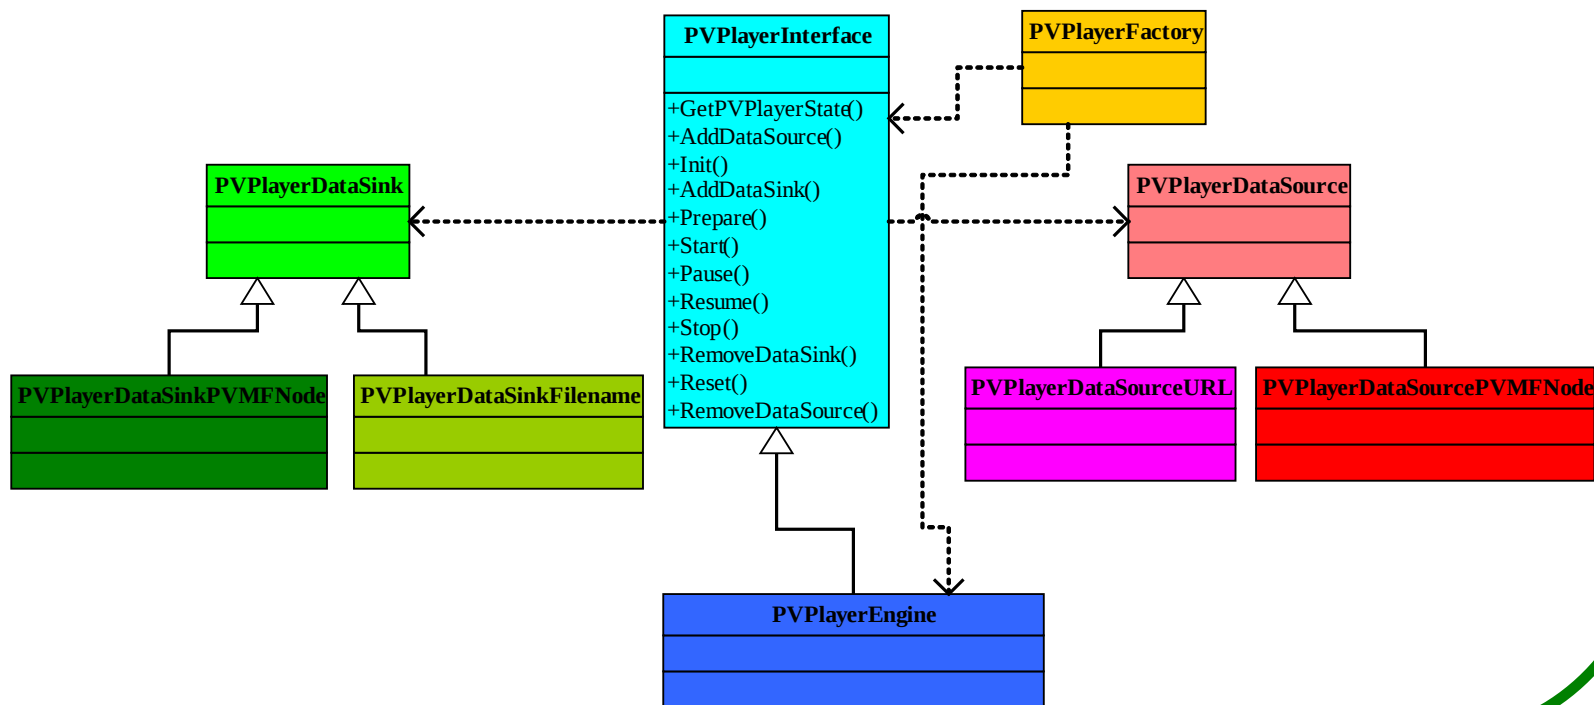 PVPlayerInterface
+GetPVPlayerState()
+AddDataSource()
+Init()
+AddDataSink()
+Prepare()
+Start()
+Pause()
+Resume()
+Stop()
+RemoveDataSink()
+Reset()
+RemoveDataSource()
PVPlayerFactory
PVPlayerDataSink
PVPlayerDataSource
PVPlayerDataSinkPVMFNode
PVPlayerDataSinkFilename
PVPlayerDataSourceURL
PVPlayerDataSourcePVMFNode
PVPlayerEngine